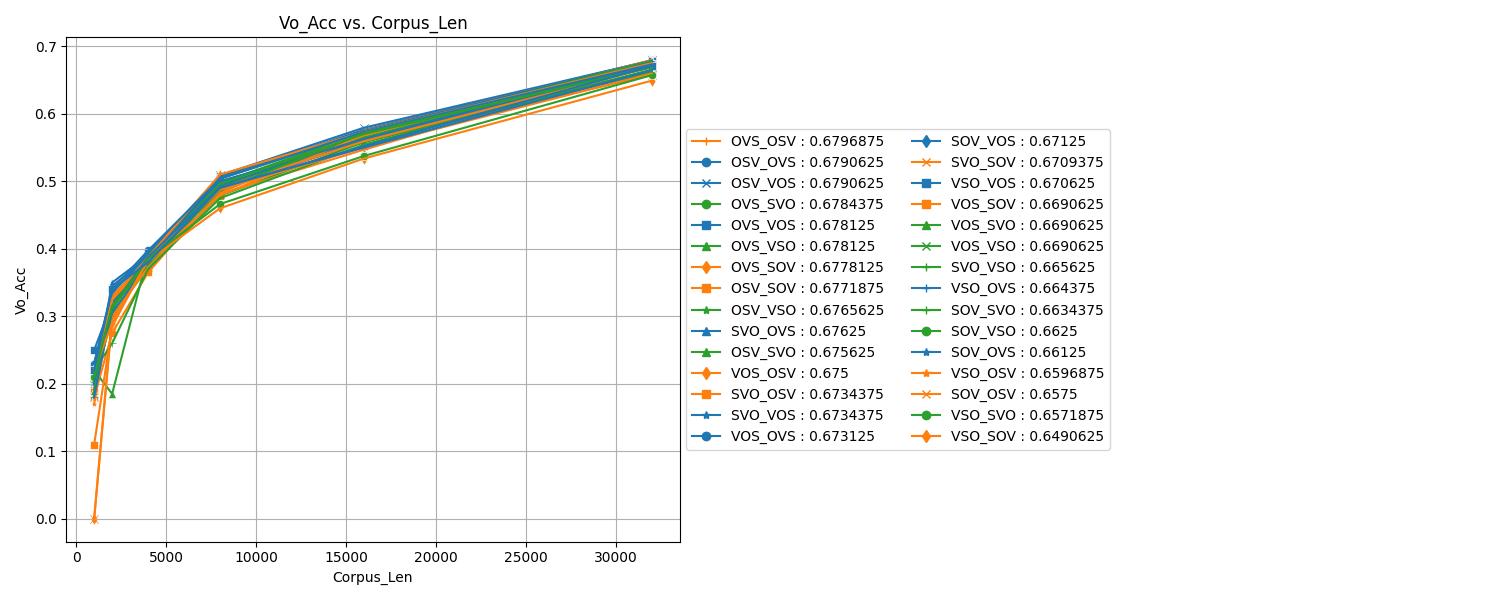 Vo_Acc vs. Corpus_Len
Vo_Acc
0.7
0.6
0.5
0.4
0.3
0.2
0.1
0.0
0 5000 10000 15000 20000 25000 30000
Corpus_Len
OVS_OSV : 0.6796875
OSV_OVS : 0.6790625
OSV_VOS : 0.6790625
OVS_SVO : 0.6784375
OVS_VOS : 0.678125
OVS_VSO : 0.678125
OVS_SOV : 0.6778125
OSV_SOV : 0.6771875
OSV_VSO : 0.6765625
SVO_OVS : 0.67625
OSV_SVO : 0.675625
VOS_OSV : 0.675
SVO_OSV : 0.6734375
SVO_VOS : 0.6734375
VOS_OVS : 0.673125
SOV_VOS : 0.67125
SVO_SOV : 0.6709375
VSO_VOS : 0.670625
VOS_SOV : 0.6690625
VOS_SVO : 0.6690625
VOS_VSO : 0.6690625
SVO_VSO : 0.665625
VSO_OVS : 0.664375
SOV_SVO : 0.6634375
SOV_VSO : 0.6625
SOV_OVS : 0.66125
VSO_OSV : 0.6596875
SOV_OSV : 0.6575
VSO_SVO : 0.6571875
VSO_SOV : 0.6490625